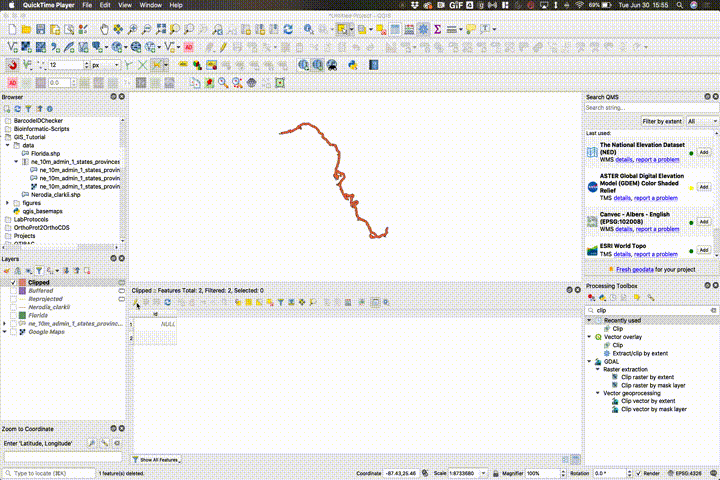 QuickTime Player File Edit View Window Help
69% Tue Jun 30 15:55
*Untitled Project — QGIS
12 px
0.0
Browser
BarcodeIDChecker
Bioinformatic-Scripts
GIS_Tutorial
data
Florida.shp
ne_10m_admin_1_states_provinces
ne_10m_admin_1_states_provi
ne_10m_admin_1_states_provi
ne_10m_admin_1_states_provi
Nerodia_clarkii.shp
figures
qgis_basemaps
LabProtocols
OrthoProt2OrthoCDS
Projects
Layers
Clipped
Buffered
Reprojected
Nerodia_clarkii
Florida
ne_10m_admin_1_states_provinc...
Google Maps
Zoom to Coordinate
Enter 'Latitude, Longitude'
Clipped :: Features Total: 2, Filtered: 2, Selected: 0
id
1 NULL
2
Show All Features
Search QMS
Search string...
Filter by extent All
Last used:
The National Elevation Dataset (NED)
WMS details, report a problem
Add
ASTER Global Digital Elevation Model (GDEM) Color Shaded Relief
WMS details, report a problem
Add
Canvec - Albers - English (EPSG:102008)
WMS details, report a problem
Add
ESRI World Topo
TMS details, report a problem
Add
Fresh geodata for your project
Processing Toolbox
clip
Recently used
Clip
Vector overlay
Clip
Extract/clip by extent
GDAL
Raster extraction
Clip raster by extent
Clip raster by mask layer
Vector geoprocessing
Clip vector by extent
Clip vector by mask layer
Type to locate (⌘K) 1 feature(s) deleted. Coordinate -87.43,25.46 Scale 1:6733680 Magnifier 100% Rotation 0.0 ° Render EPSG:4326